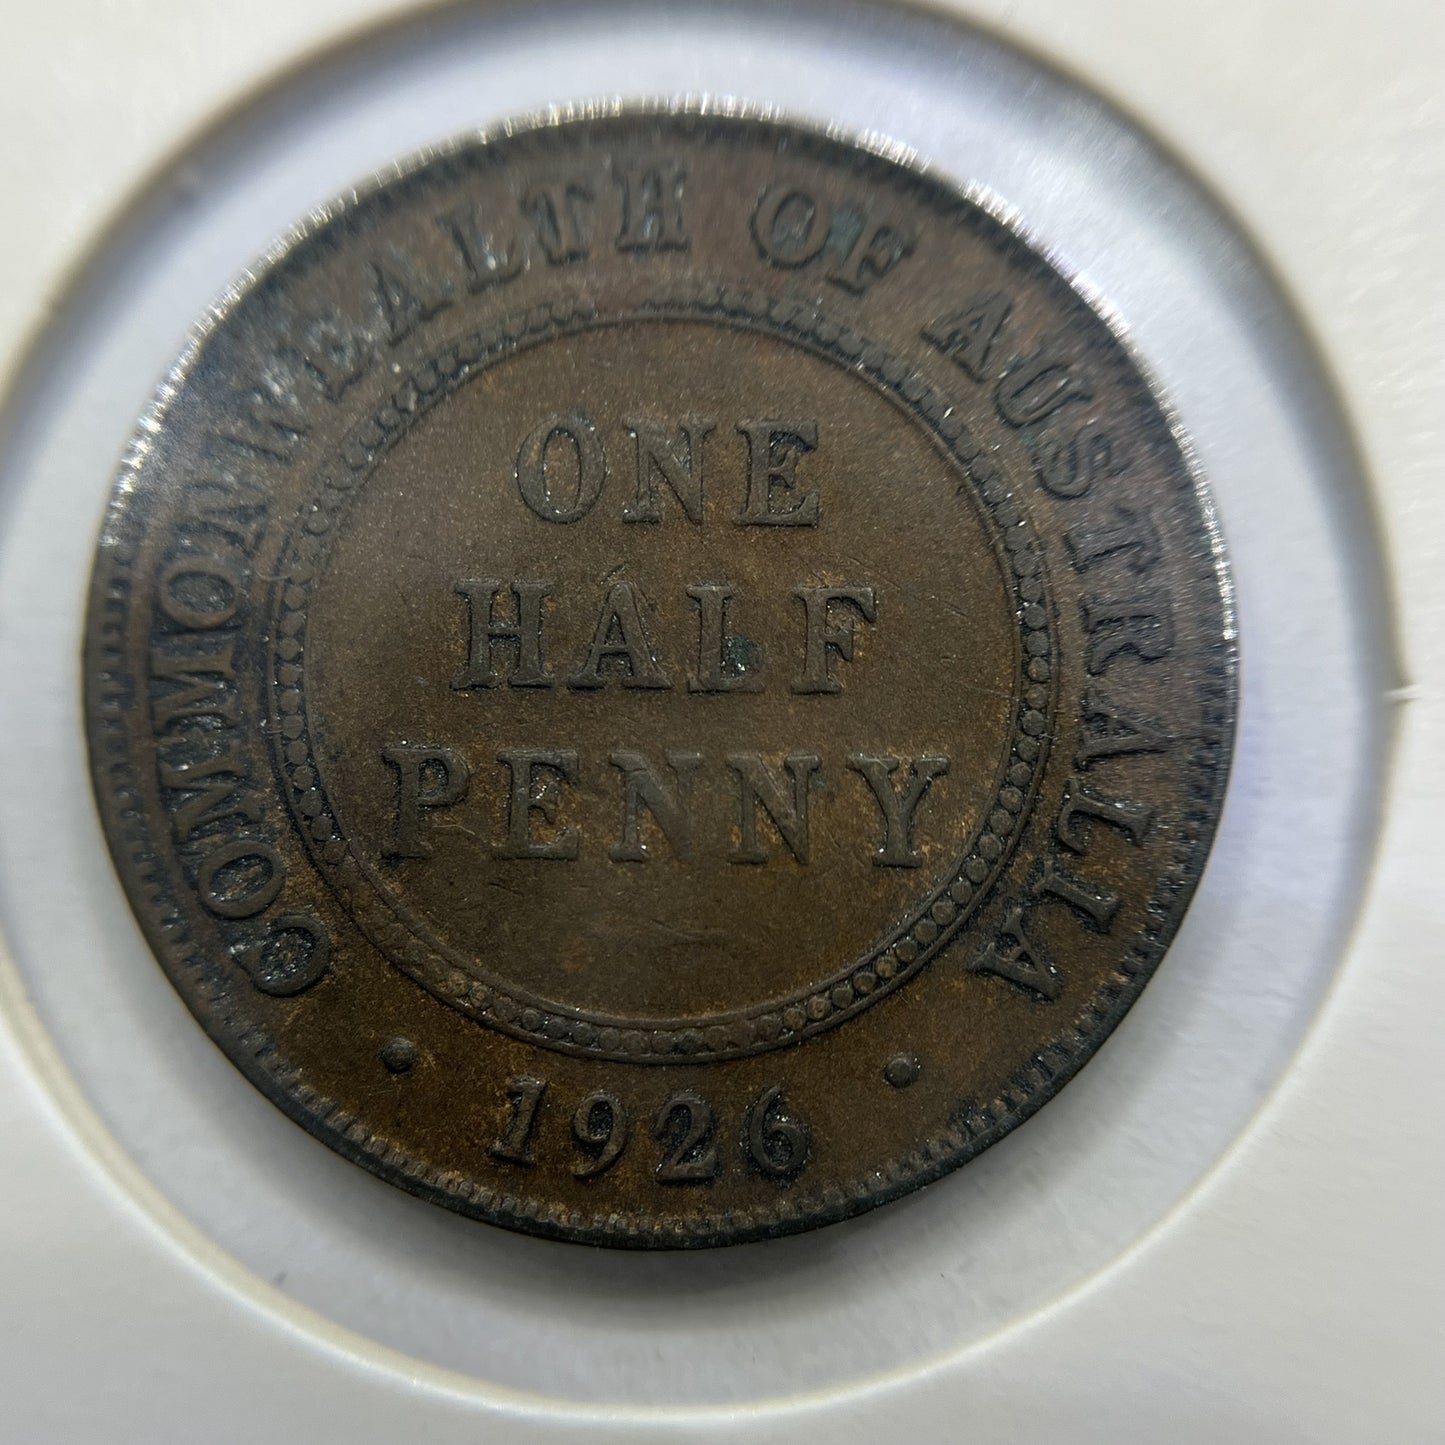 COMMONWEALTH OF AUSTRALIA
ONE
HALF
PENNY
1926